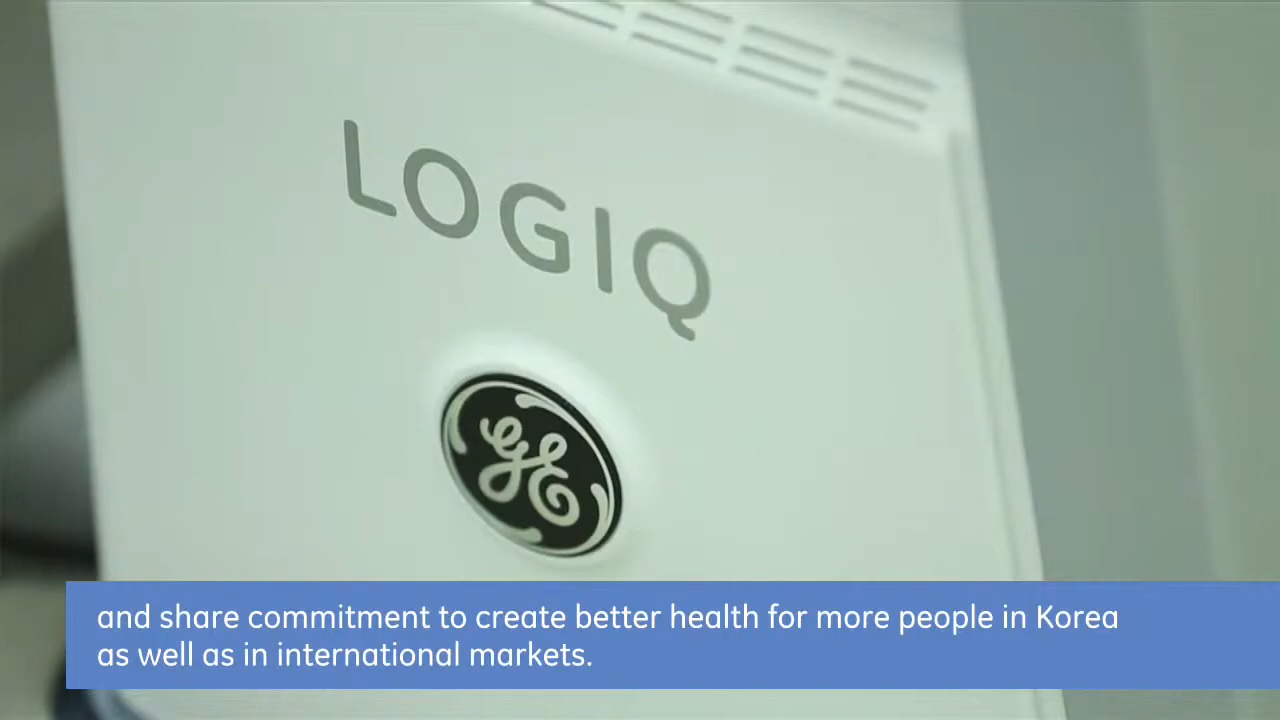 LOGIQ
GE
and share commitment to create better health for more people in Korea
as well as in international markets.